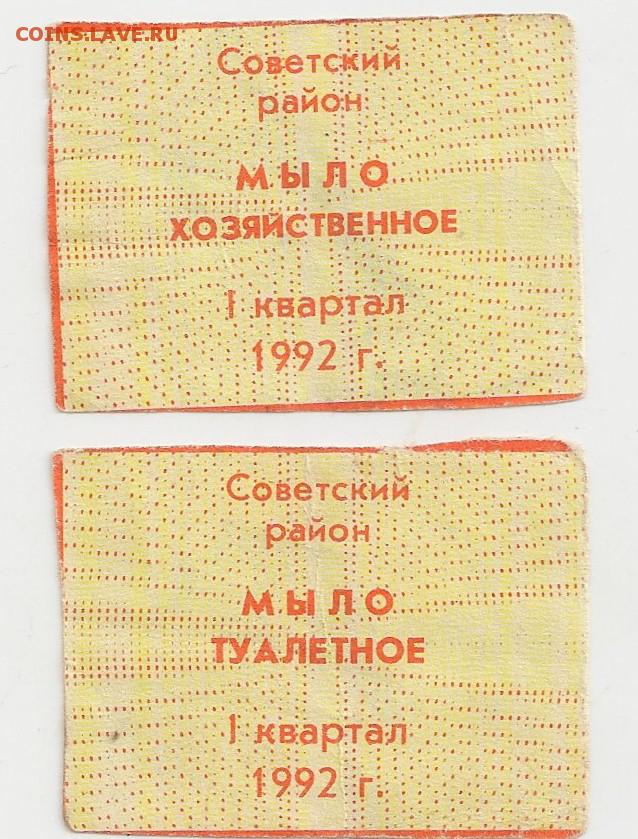 COINS.LAVE.RU
Советский
район
МЫЛО
ХОЗЯЙСТВЕННОЕ
I квартал
1992 г.
Советский
район
МЫЛО
ТУАЛЕТНОЕ
I квартал
1992 г.